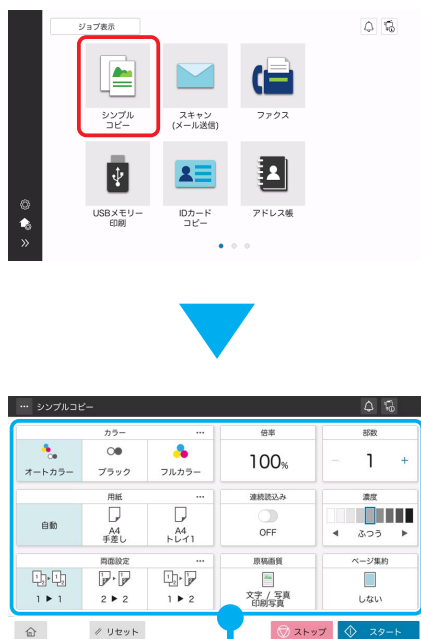 ジョブ表示
シンプル
コピー
スキャン
(メール送信)
ファクス
USBメモリー
印刷
IDカード
コピー
アドレス帳
シンプルコピー
カラー
オートカラー
ブラック
フルカラー
倍率
100%
部数
1
用紙
自動
A4
手差し
A4
トレイ1
連続読込み
OFF
濃度
ふつう
両面設定
1 ▶ 1
2 ▶ 2
1 ▶ 2
原稿画質
文字 / 写真
印刷写真
ページ集約
しない
リセット
ストップ
スタート